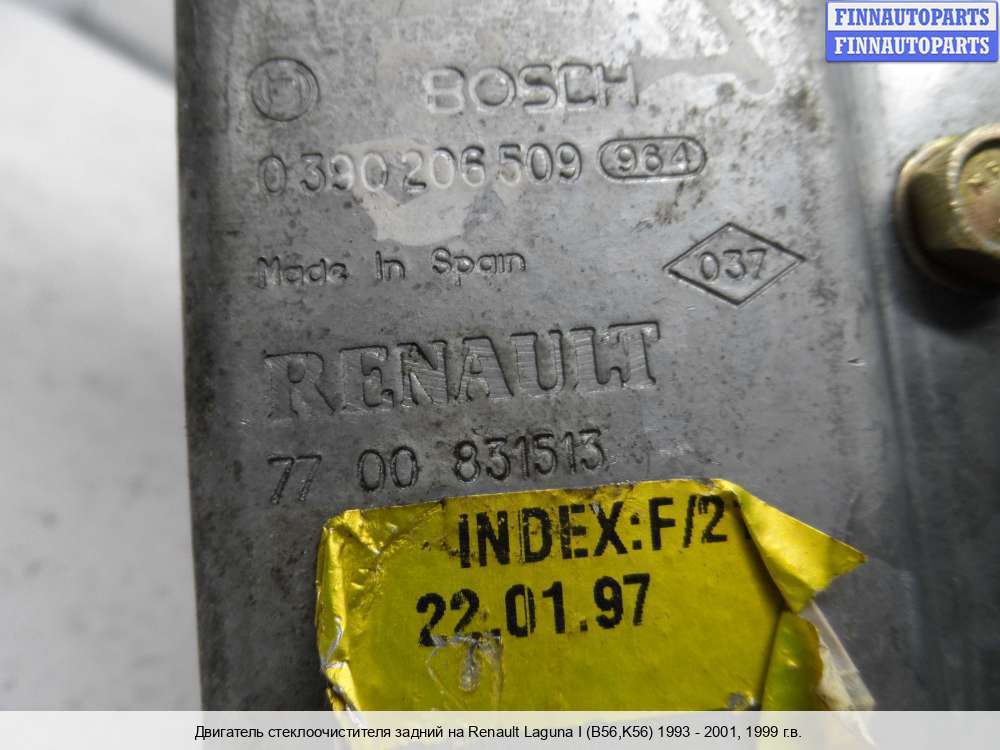 FINNAUTOPARTS
FINNAUTOPARTS
BOSCH
0 390 206 509 964
Made In Spain
037
RENAULT
77 00 831513
INDEX:F/2
22.01.97
Двигатель стеклоочистителя задний на Renault Laguna I (B56,K56) 1993 - 2001, 1999 г.в.